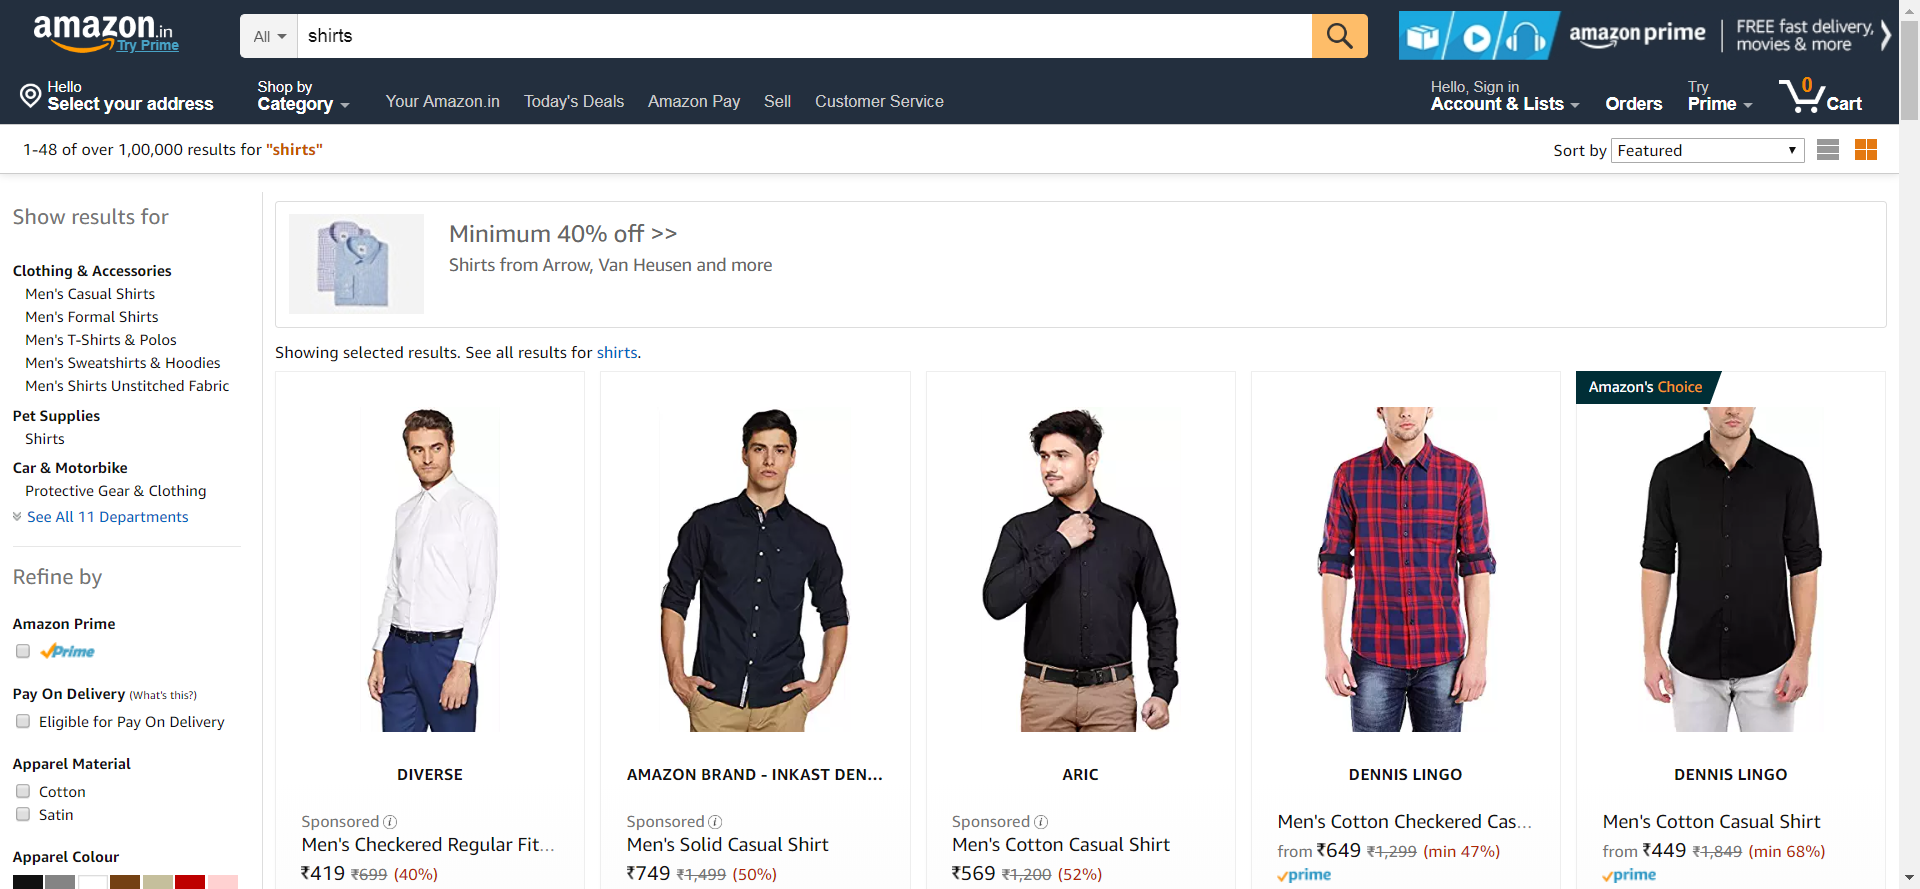 amazon.in
Try Prime
All
shirts
amazon prime
FREE fast delivery,
movies & more
Hello
Select your address
Shop by
Category
Your Amazon.in
Today's Deals
Amazon Pay
Sell
Customer Service
Hello, Sign in
Account & Lists
Orders
Try
Prime
0
Cart
1-48 of over 1,00,000 results for "shirts"
Sort by
Featured
Show results for
Clothing & Accessories
Men's Casual Shirts
Men's Formal Shirts
Men's T-Shirts & Polos
Men's Sweatshirts & Hoodies
Men's Shirts Unstitched Fabric
Pet Supplies
Shirts
Car & Motorbike
Protective Gear & Clothing
See All 11 Departments
Refine by
Amazon Prime
Prime
Pay On Delivery (What's this?)
Eligible for Pay On Delivery
Apparel Material
Cotton
Satin
Apparel Colour
Minimum 40% off >>
Shirts from Arrow, Van Heusen and more
Showing selected results. See all results for shirts.
DIVERSE
Sponsored
Men's Checkered Regular Fit...
₹419 ₹699 (40%)
AMAZON BRAND - INKAST DEN...
Sponsored
Men's Solid Casual Shirt
₹749 ₹1,499 (50%)
ARIC
Sponsored
Men's Cotton Casual Shirt
₹569 ₹1,200 (52%)
DENNIS LINGO
Men's Cotton Checkered Cas...
from ₹649 ₹1,299 (min 47%)
prime
Amazon's Choice
DENNIS LINGO
Men's Cotton Casual Shirt
from ₹449 ₹1,849 (min 68%)
prime